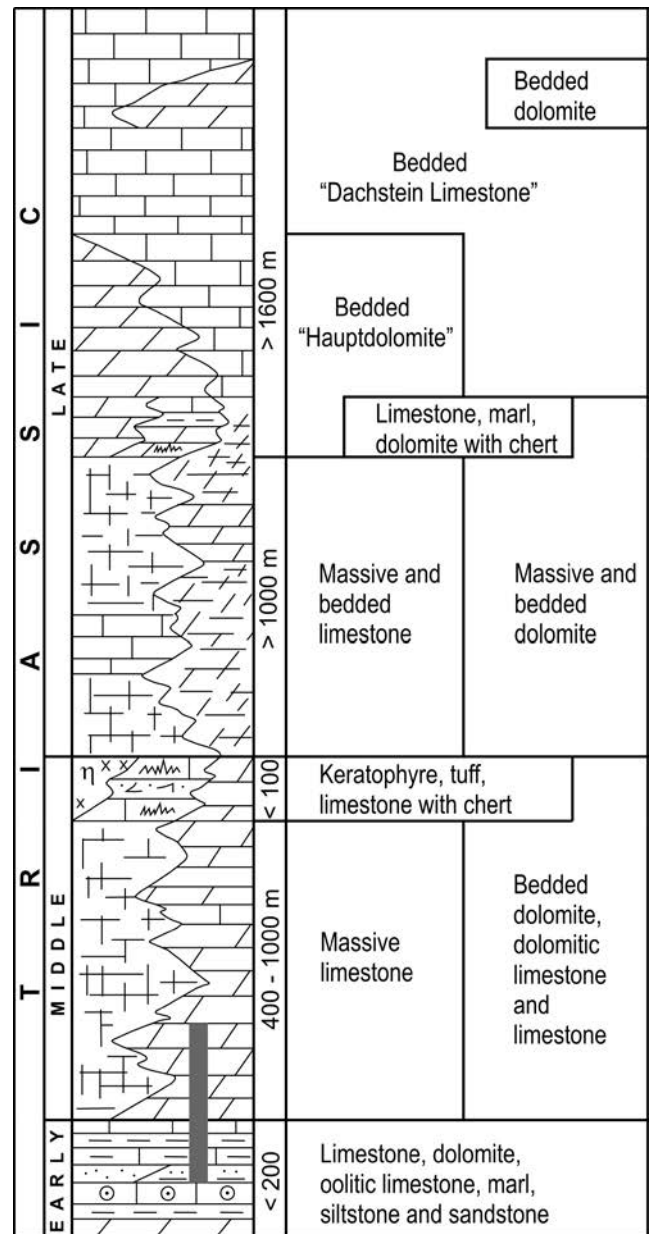 TRIASSIC
LATE
MIDDLE
EARLY
> 1600 m
> 1000 m
< 100
400 - 1000 m
< 200
η
x x
x
Bedded
dolomite
Bedded
“Dachstein Limestone”
Bedded
“Hauptdolomite”
Limestone, marl,
dolomite with chert
Massive and
bedded
limestone
Massive and
bedded
dolomite
Keratophyre, tuff,
limestone with chert
Massive
limestone
Bedded
dolomite,
dolomitic
limestone
and
limestone
Limestone, dolomite,
oolitic limestone, marl,
siltstone and sandstone